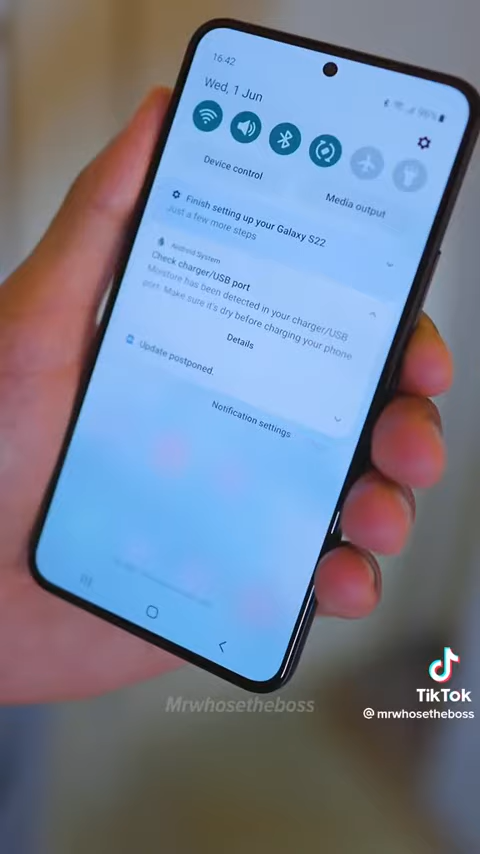 16:42
96%
Wed, 1 Jun
Device control
Media output
Finish setting up your Galaxy S22
Just a few more steps
Android System
Check charger/USB port
Moisture has been detected in your charger/USB
port. Make sure it's dry before charging your phone
Details
Update postponed.
Notification settings
Mrwhosetheboss
TikTok
@ mrwhosetheboss